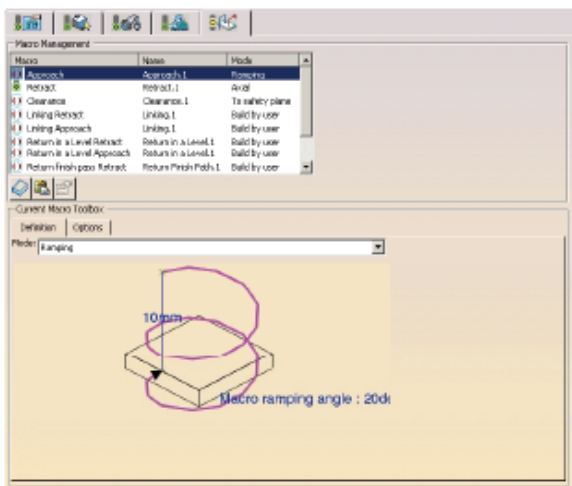 Macro Management
Macro Name Mode
Approach Approach.1 Ramping
Retract Retract.1 Axial
Clearance Clearance.1 To safety plane
Linking Retract Linking.1 Build by user
Linking Approach Linking.1 Build by user
Return in a Level Retract Return in a Level.1 Build by user
Return in a Level Approach Return in a Level.1 Build by user
Return finish pass Retract Return Finish Path.1 Build by user
Current Macro Toolbox
Definition Options
Mode: Ramping
10mm
Macro ramping angle : 20d